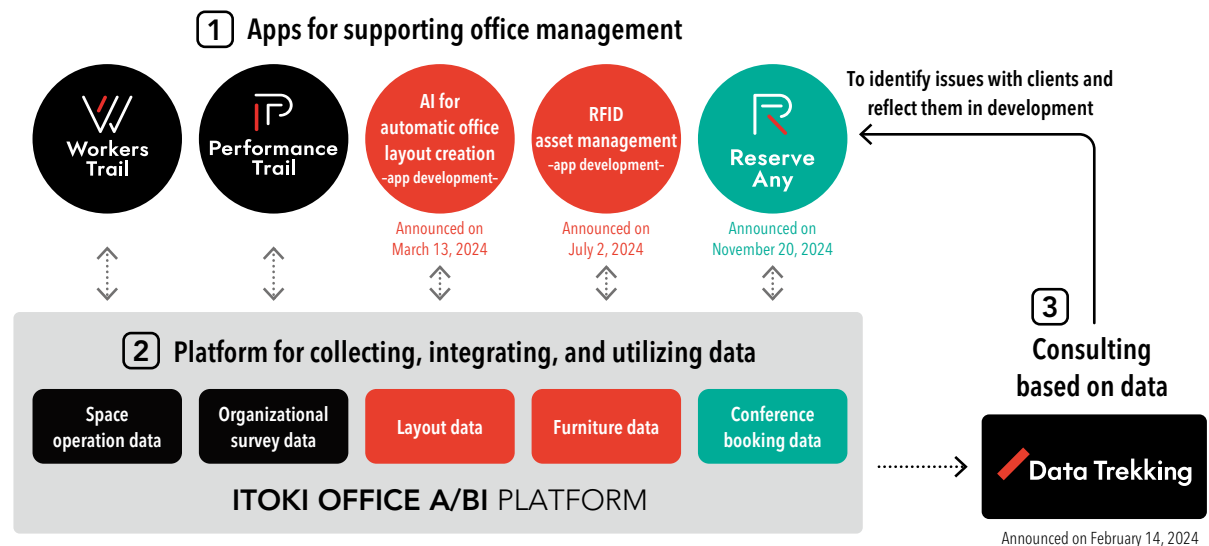 1 Apps for supporting office management
Workers
Trail
Performance
Trail
AI for
automatic office
layout creation
–app development–
RFID
asset management
–app development–
Reserve
Any
To identify issues with clients and
reflect them in development
Announced on
March 13, 2024
Announced on
July 2, 2024
Announced on
November 20, 2024
2 Platform for collecting, integrating, and utilizing data
Space
operation data
Organizational
survey data
Layout data
Furniture data
Conference
booking data
ITOKI OFFICE A/BI PLATFORM
3
Consulting
based on data
Data Trekking
Announced on February 14, 2024